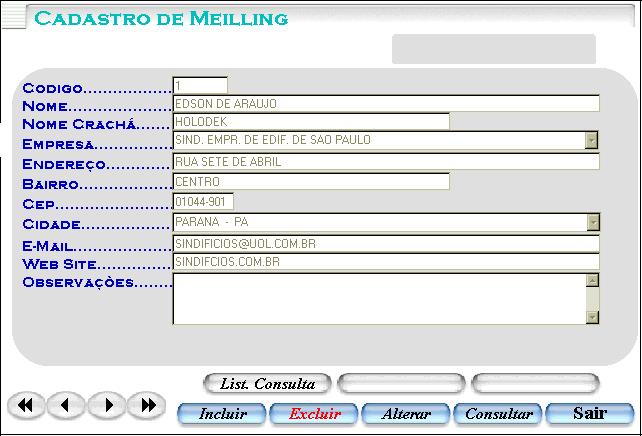 CADASTRO DE MEILLING
CODIGO.................. 1
NOME..................... EDSON DE ARAUJO
NOME CRACHÁ....... HOLODEK
EMPRESA................ SIND. EMPR. DE EDIF. DE SAO PAULO
ENDEREÇO............. RUA SETE DE ABRIL
BAIRRO................... CENTRO
CEP........................ 01044-901
CIDADE.................. PARANA - PA
E-MAIL.................... SINDIFICIOS@UOL.COM.BR
WEB SITE............... SINDIFCIOS.COM.BR
OBSERVAÇÒES........
List. Consulta
Incluir Excluir Alterar Consultar Sair